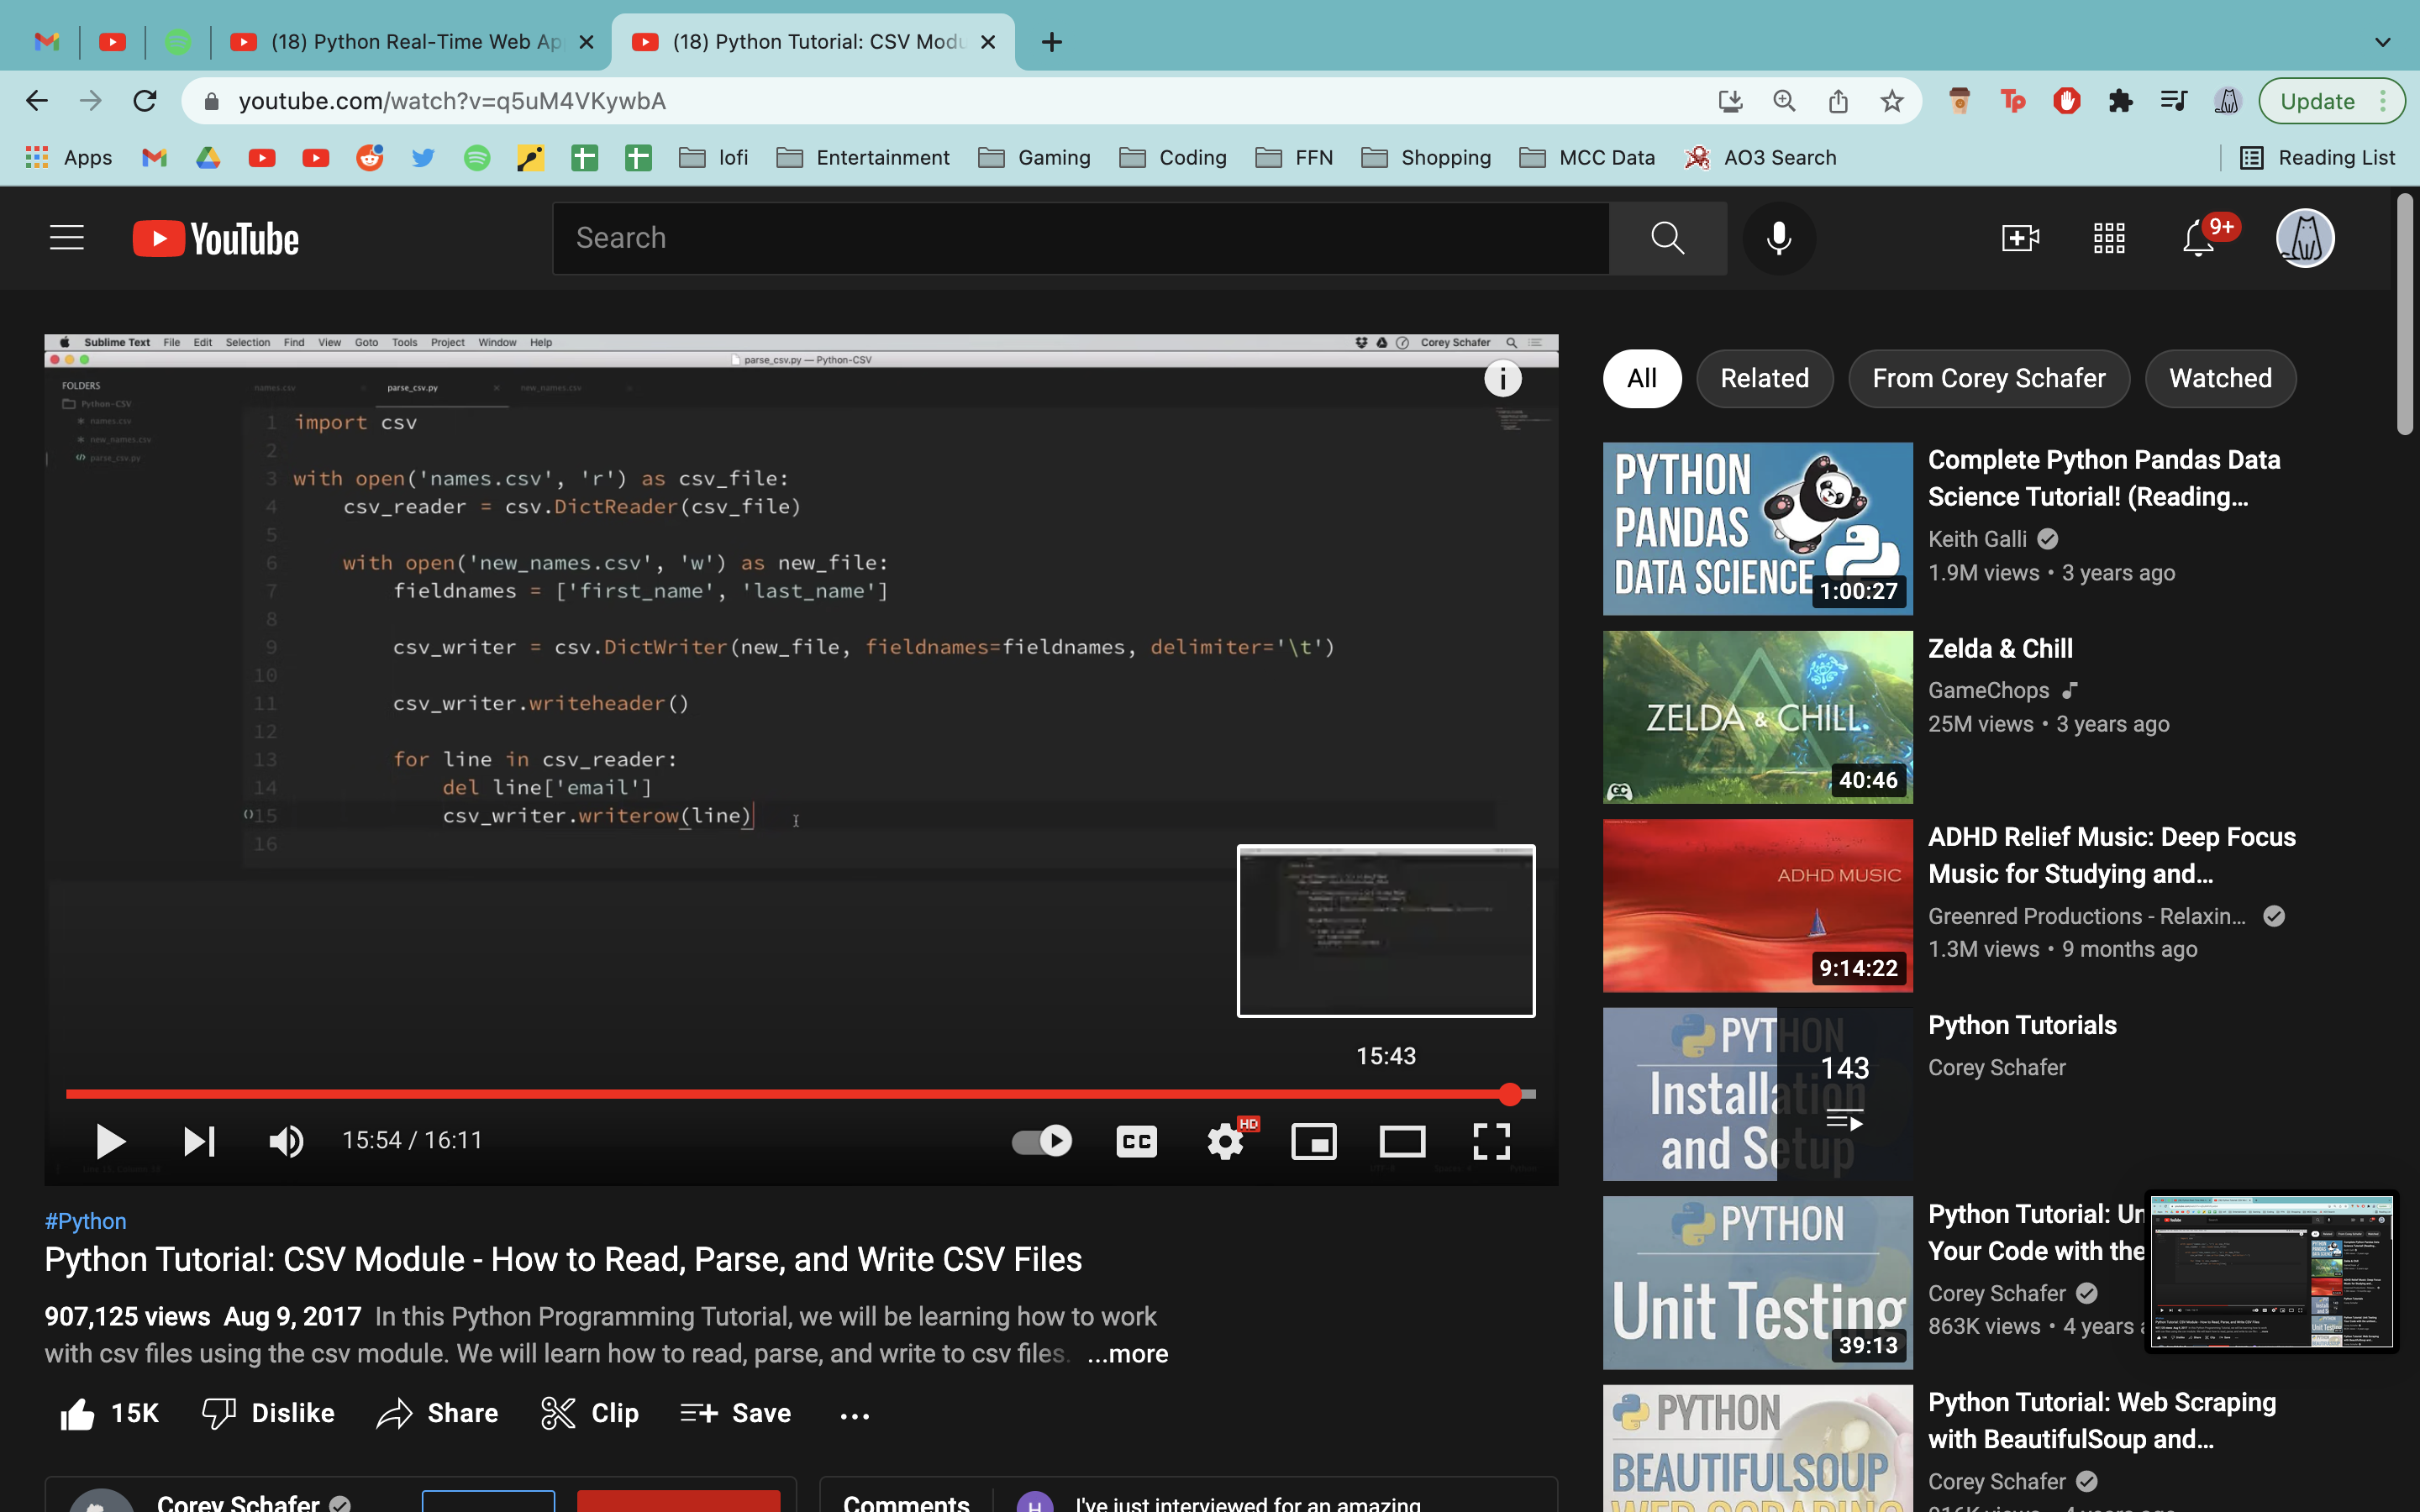 (18) Python Real-Time Web Ap
(18) Python Tutorial: CSV Modu
youtube.com/watch?v=q5uM4VKywbA
Tp
Update
Apps
lofi
Entertainment
Gaming
Coding
FFN
Shopping
MCC Data
AO3 Search
Reading List
YouTube
Search
9+
Sublime Text File Edit Selection Find View Goto Tools Project Window Help
Corey Schafer
parse_csv.py — Python-CSV
FOLDERS
Python-CSV
names.csv
new_names.csv
parse_csv.py
names.csv
parse_csv.py
new_names.csv
1 import csv
2
3 with open('names.csv', 'r') as csv_file:
4 csv_reader = csv.DictReader(csv_file)
5
6 with open('new_names.csv', 'w') as new_file:
7 fieldnames = ['first_name', 'last_name']
8
9 csv_writer = csv.DictWriter(new_file, fieldnames=fieldnames, delimiter='\t')
10
11 csv_writer.writeheader()
12
13 for line in csv_reader:
14 del line['email']
15 csv_writer.writerow(line)
16
15:43
15:54 / 16:11
CC
HD
#Python
Python Tutorial: CSV Module - How to Read, Parse, and Write CSV Files
907,125 views Aug 9, 2017 In this Python Programming Tutorial, we will be learning how to work
with csv files using the csv module. We will learn how to read, parse, and write to csv files. ...more
15K
Dislike
Share
Clip
Save
Corey Schafer
Comments
H
I've just interviewed for an amazing
All
Related
From Corey Schafer
Watched
PYTHON
PANDAS
DATA SCIENCE
1:00:27
Complete Python Pandas Data
Science Tutorial! (Reading...
Keith Galli
1.9M views • 3 years ago
ZELDA & CHILL
GC
40:46
Zelda & Chill
GameChops
25M views • 3 years ago
ADHD MUSIC
9:14:22
ADHD Relief Music: Deep Focus
Music for Studying and...
Greenred Productions - Relaxin...
1.3M views • 9 months ago
PYTHON
Installation
and Setup
143
Python Tutorials
Corey Schafer
PYTHON
Unit Testing
39:13
Python Tutorial: Un
Your Code with the
Corey Schafer
863K views • 4 years a
PYTHON
BEAUTIFULSOUP
WEB SCRAPING
Python Tutorial: Web Scraping
with BeautifulSoup and...
Corey Schafer